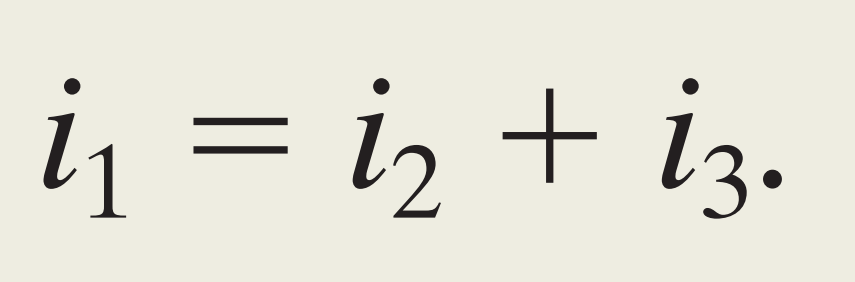 i₁ = i₂ + i₃.